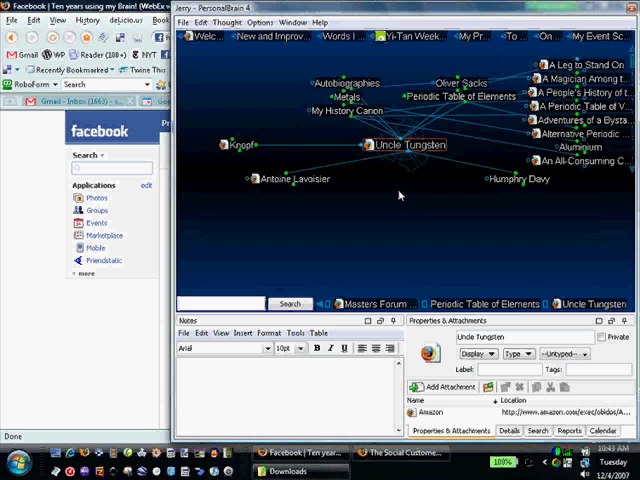 Facebook | Ten years using my Brain! (WebEx w
File Edit View History
Gmail WP Reader (10+) NYT
Recently Bookmarked Twine This
RoboForm Search
Gmail - Inbox (1663) - s
facebook
Search
Applications edit
Photos
Groups
Events
Marketplace
Mobile
Friendstatic
more
Done
Jerry - PersonalBrain 4
File Edit Thought Options Window Help
Welc... New and Improv... Words I ... Yi-Tan Week... My Pr... To ... On ... My Event Sc
A Leg to Stand On
Autobiographies Oliver Sacks A Magician Among t
Metals Periodic Table of Elements A People's History of t
My History Canon A Periodic Table of V
Adventures of a Bysta
Alternative Periodic ...
Knopf Uncle Tungsten Aluminium
An All-Consuming C
Antoine Lavoisier Humphry Davy
Search Masters Forum ... Periodic Table of Elements Uncle Tungsten
Notes
File Edit View Insert Format Tools Table
Arial 10pt B I U
Properties & Attachments
Uncle Tungsten Private
Display Type --Untyped--
Label: Tags:
Add Attachment
Name Location
Amazon http://www.amazon.com/exec/obidos/A...
Properties & Attachments Details Search Reports Calendar
Facebook | Ten year... The Social Custome...
Downloads
100%
10:43 AM
Tuesday
12/4/2007